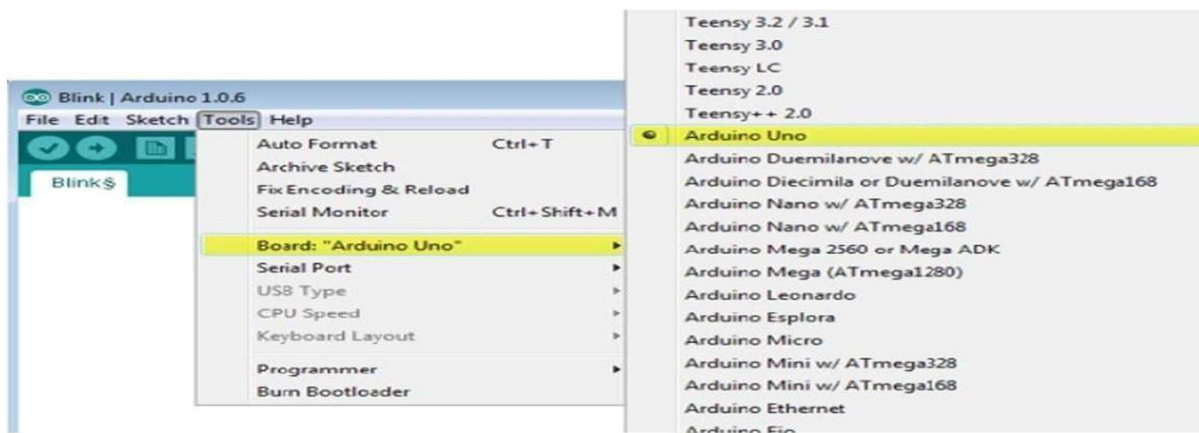 Blink | Arduino 1.0.6
File Edit Sketch Tools Help
Blink§
Auto Format Ctrl+T
Archive Sketch
Fix Encoding & Reload
Serial Monitor Ctrl+Shift+M
Board: "Arduino Uno"
Serial Port
USB Type
CPU Speed
Keyboard Layout
Programmer
Burn Bootloader
Teensy 3.2 / 3.1
Teensy 3.0
Teensy LC
Teensy 2.0
Teensy++ 2.0
Arduino Uno
Arduino Duemilanove w/ ATmega328
Arduino Diecimila or Duemilanove w/ ATmega168
Arduino Nano w/ ATmega328
Arduino Nano w/ ATmega168
Arduino Mega 2560 or Mega ADK
Arduino Mega (ATmega1280)
Arduino Leonardo
Arduino Esplora
Arduino Micro
Arduino Mini w/ ATmega328
Arduino Mini w/ ATmega168
Arduino Ethernet
Arduino Fio